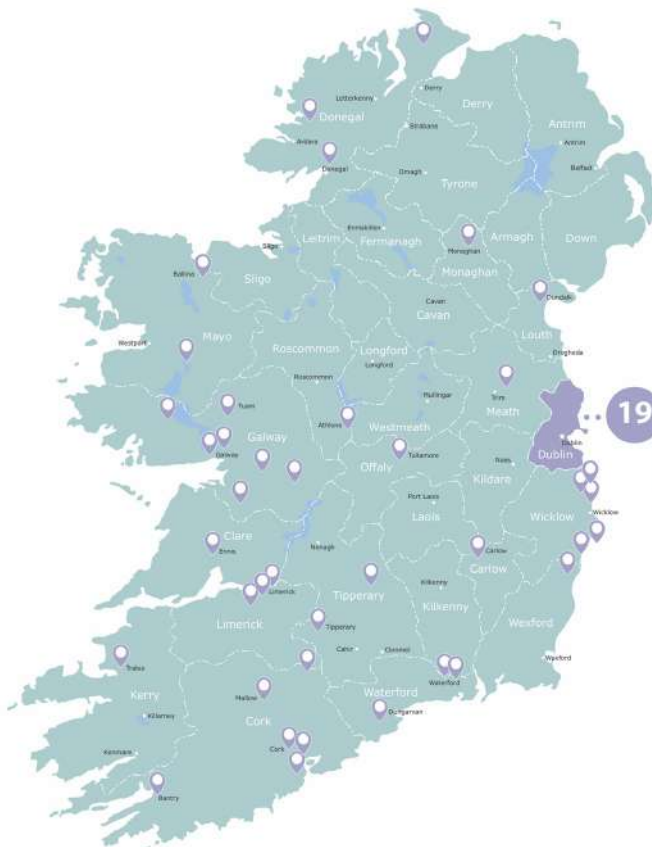 Letterkenny
Derry
Derry
Donegal
Antrim
Strabane
Ardara
Antrim
Donegal
Omagh
Belfast
Tyrone
Enniskillen
Armagh
Down
Sligo
Leitrim
Fermanagh
Monaghan
Ballina
Sligo
Monaghan
Dundalk
Cavan
Cavan
Louth
Mayo
Westport
Roscommon
Longford
Longford
Drogheda
Roscommon
Mullingar
Trim
Meath
Tuam
19
Athlone
Westmeath
Galway
Dublin
Galway
Tullamore
Dublin
Offaly
Naas
Kildare
Port Laois
Laois
Wicklow
Wicklow
Clare
Ennis
Nenagh
Carlow
Carlow
Limerick
Kilkenny
Tipperary
Kilkenny
Limerick
Tipperary
Wexford
Cahir
Clonmel
Wexford
Tralee
Waterford
Kerry
Mallow
Waterford
Killarney
Dungarvan
Cork
Kenmare
Cork
Bantry